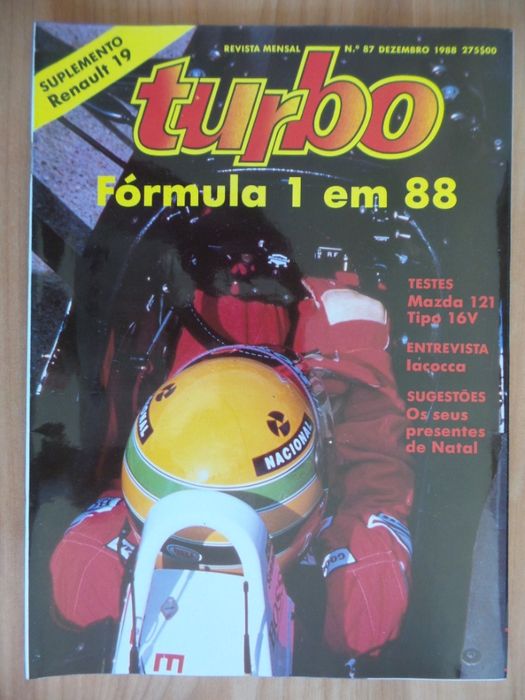 SUPLEMENTO
Renault 19
REVISTA MENSAL N.º 87 DEZEMBRO 1988 275$00
turbo
Fórmula 1 em 88
TESTES
Mazda 121
Tipo 16V
ENTREVISTA
Iacocca
SUGESTÕES
Os seus
presentes
de Natal
NACIONAL